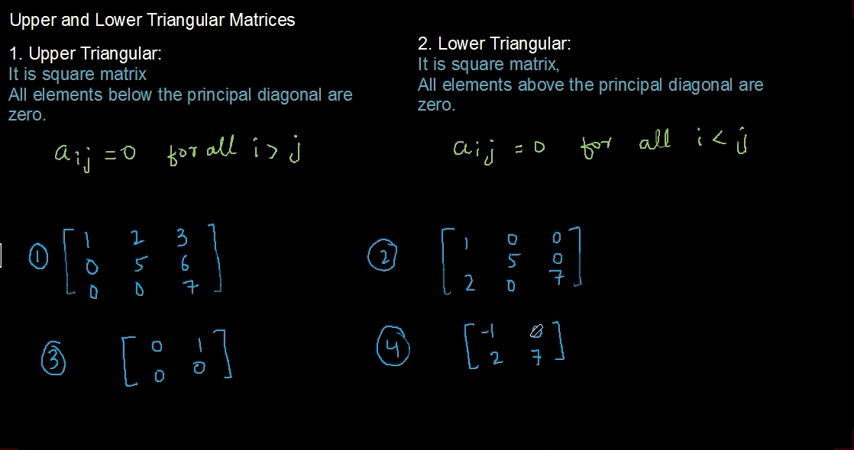 Upper and Lower Triangular Matrices
1. Upper Triangular:
It is square matrix
All elements below the principal diagonal are
zero.
aij = 0 for all i > j
2. Lower Triangular:
It is square matrix,
All elements above the principal diagonal are
zero.
aij = 0 for all i < j
1
1 2 3
0 5 6
0 0 7
2
1 0 0
5 0
2 0 7
3
0 1
0 0
4
-1 0
2 7